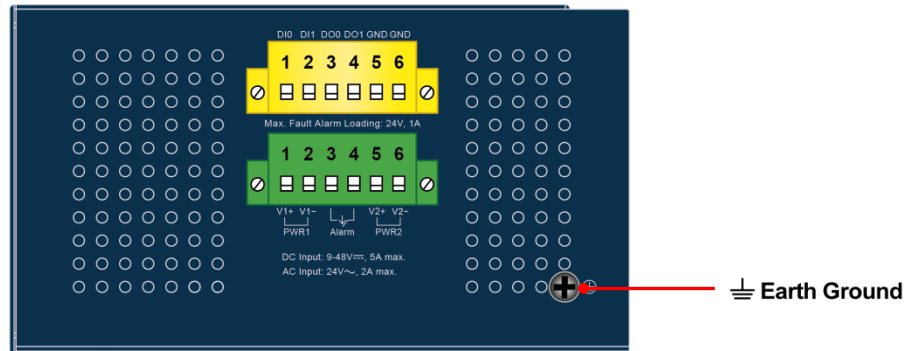 DI0 DI1 DO0 DO1 GND GND
1 2 3 4 5 6
Max. Fault Alarm Loading: 24V, 1A
1 2 3 4 5 6
V1+ V1− V2+ V2−
PWR1 Alarm PWR2
DC Input: 9-48V⎓, 5A max.
AC Input: 24V～, 2A max.
Earth Ground